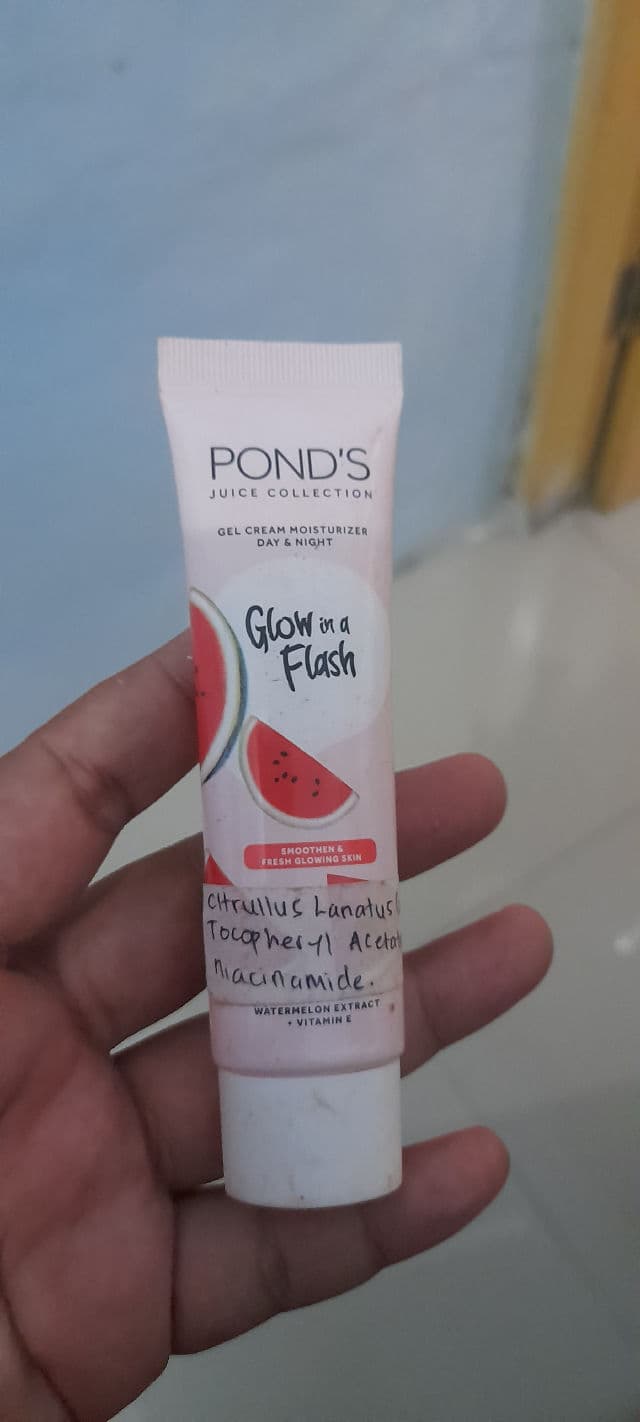 POND'S
JUICE COLLECTION
GEL CREAM MOISTURIZER
DAY & NIGHT
Glow in a
Flash
SMOOTHEN &
FRESH GLOWING SKIN
Citrullus Lanatus
Tocopheryl
niacinamide.
WATERMELON EXTRACT
+ VITAMIN E